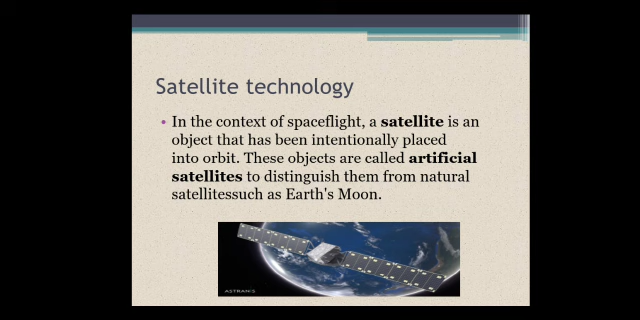 Satellite technology
• In the context of spaceflight, a satellite is an
object that has been intentionally placed
into orbit. These objects are called artificial
satellites to distinguish them from natural
satellitessuch as Earth's Moon.
ASTRANIS